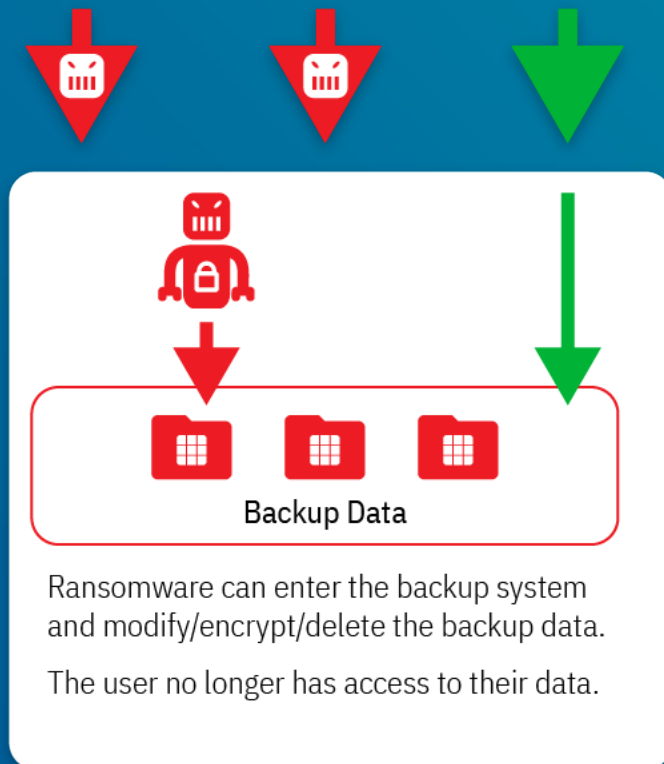 Backup Data
Ransomware can enter the backup system
and modify/encrypt/delete the backup data.
The user no longer has access to their data.